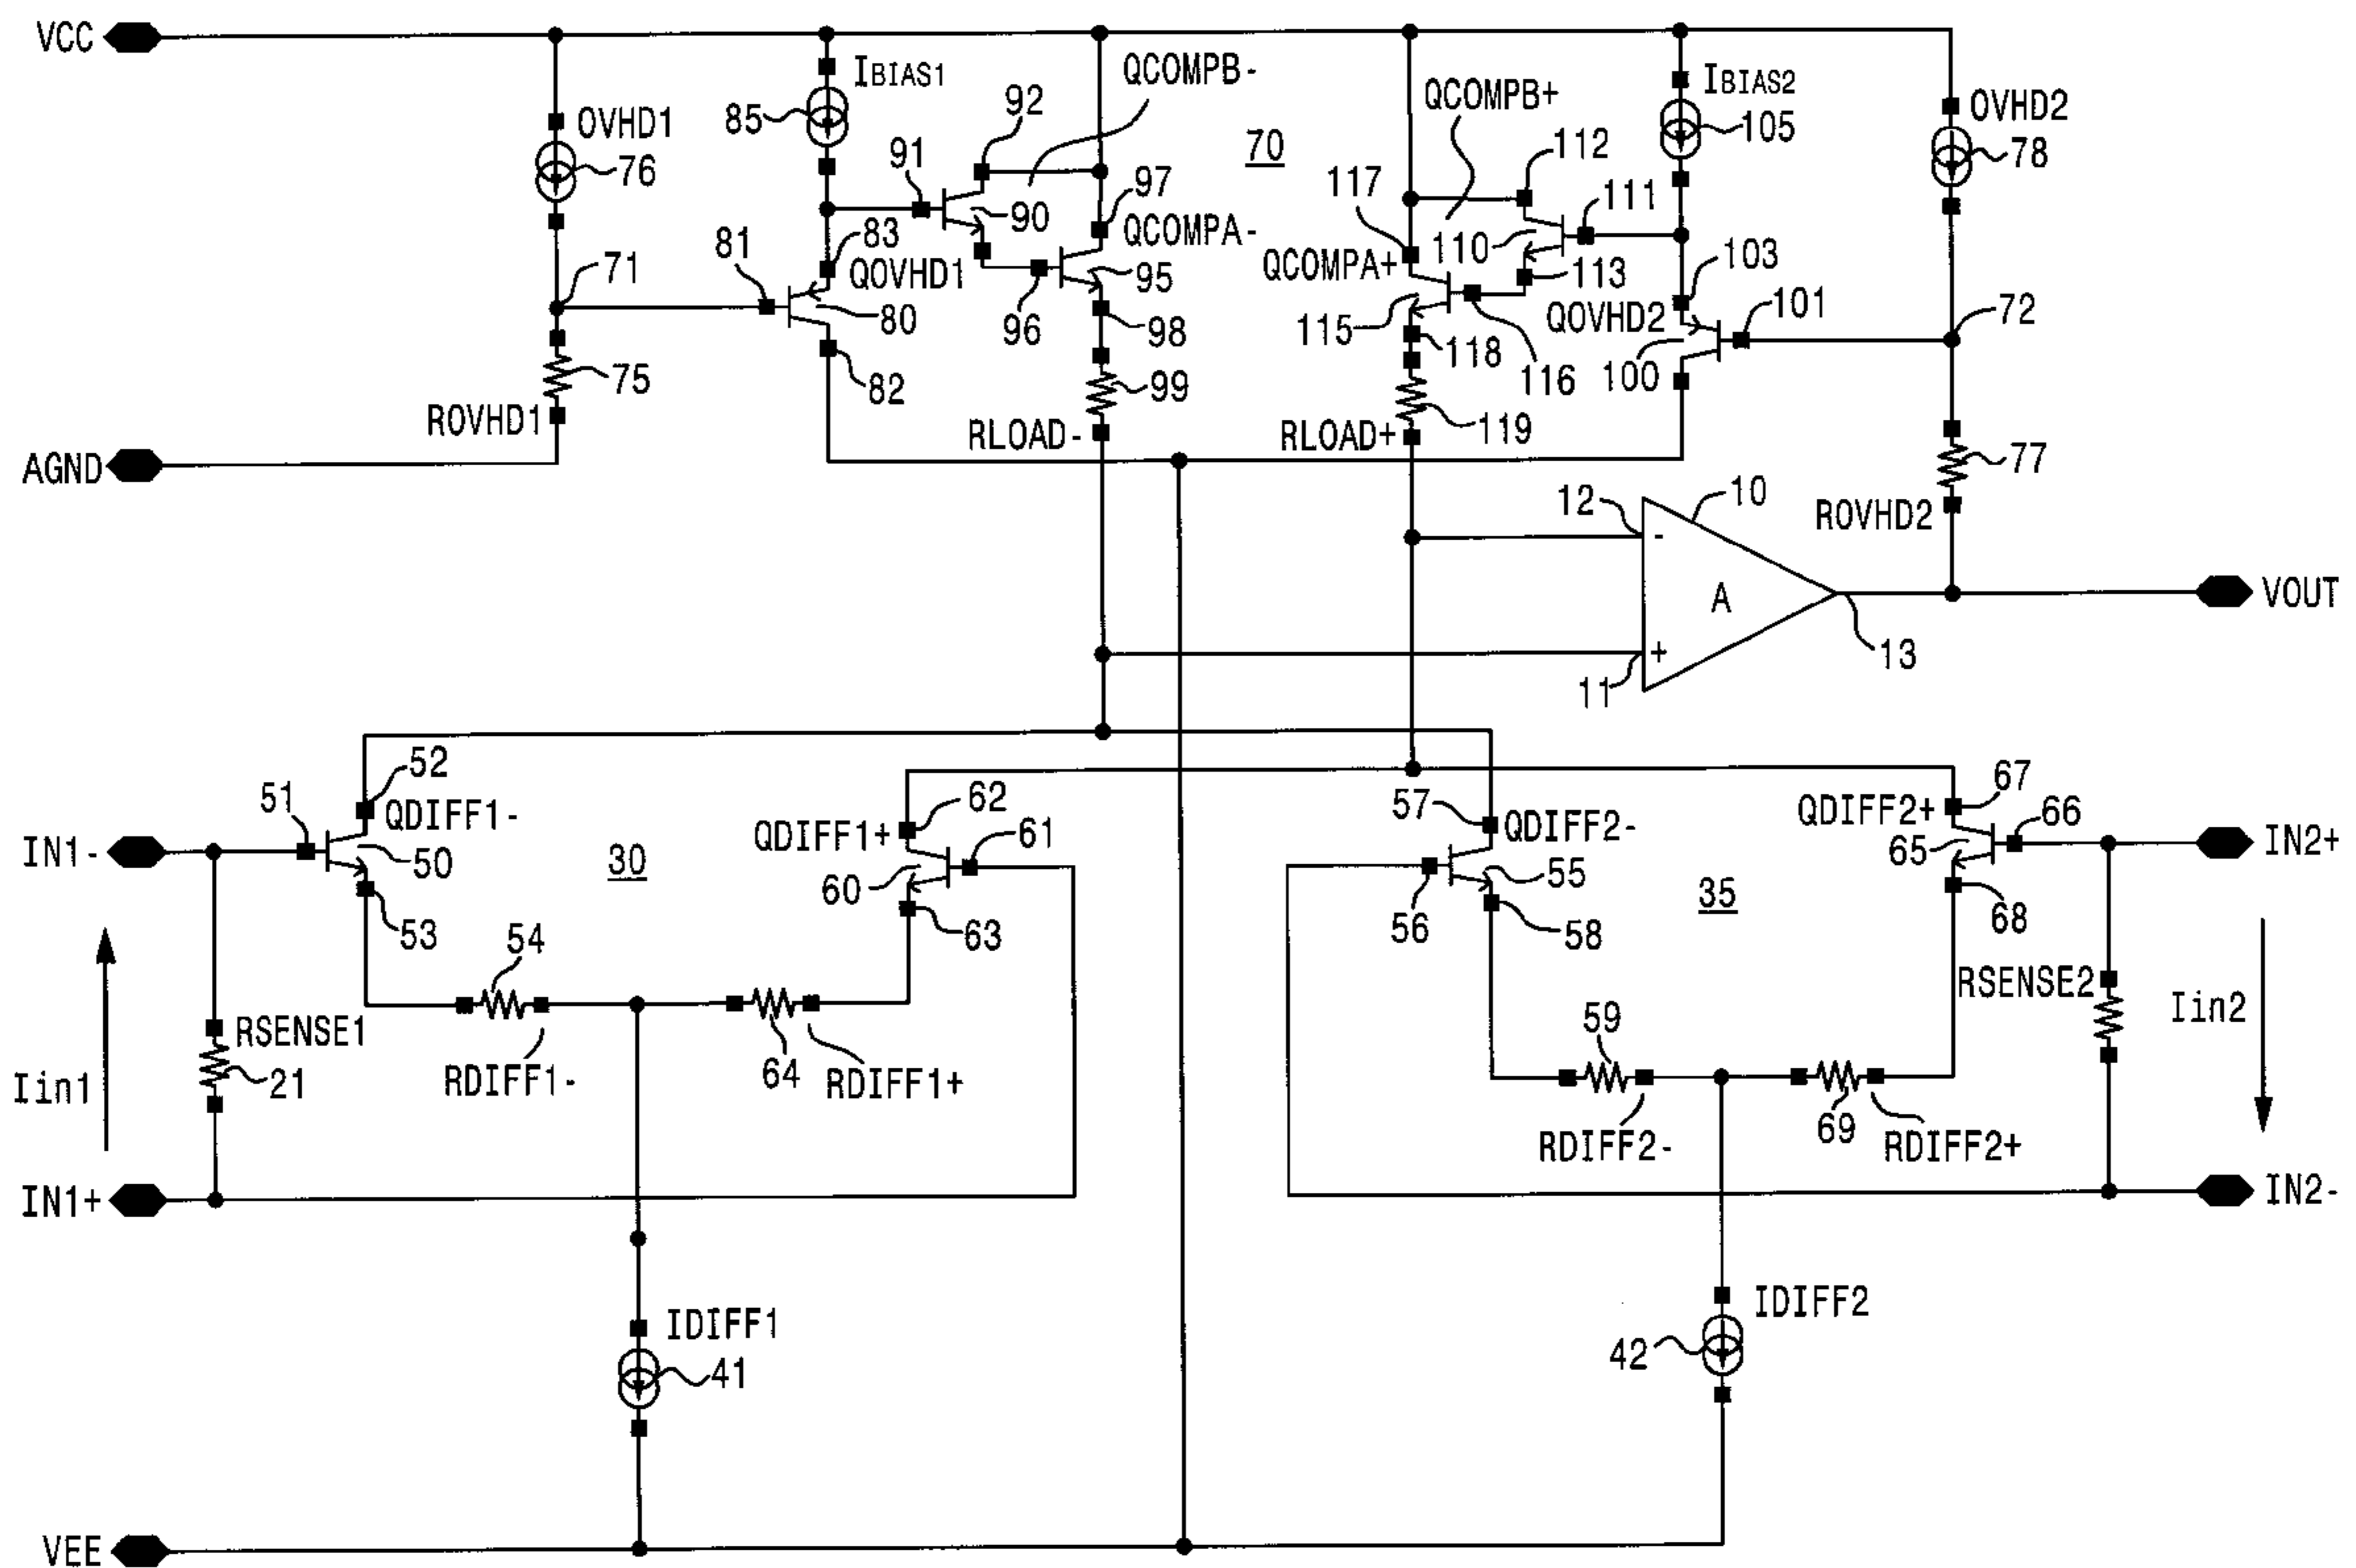 VCC
IBIAS1
QCOMPB-
92
QCOMPB+
IBIAS2
OVHD2
OVHD1
85
70
112
105
78
76
91
117
111
90
97
110
83
QCOMPA-
QCOMPA+
113
103
81
QOVHD1
95
101
71
80
96
98
115
118
QOVHD2
72
75
82
99
116
100
ROVHD1
RLOAD-
RLOAD+
119
77
AGND
12
10
ROVHD2
-
A
VOUT
+
13
11
52
51
QDIFF1-
62
57
67
QDIFF1+
61
QDIFF2-
QDIFF2+
66
IN1-
50
30
60
55
65
IN2+
56
35
53
63
58
68
54
RSENSE2
59
Iin2
RSENSE1
Iin1
21
RDIFF1-
64
RDIFF1+
69
RDIFF2-
RDIFF2+
IN1+
IN2-
IDIFF1
IDIFF2
41
42
VEE